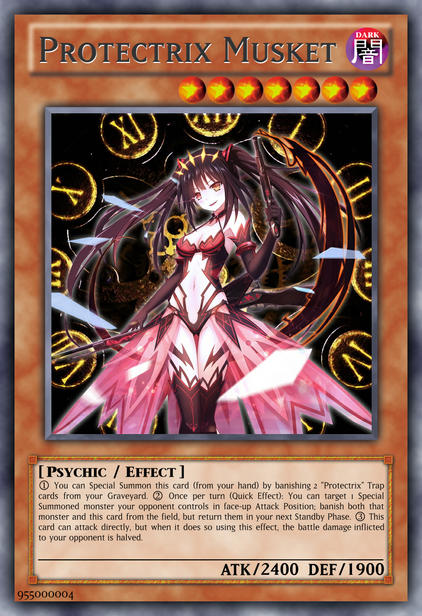 Protectrix Musket
DARK
闇
XI
X
[ Psychic / Effect ]
① You can Special Summon this card (from your hand) by banishing 2 "Protectrix" Trap
cards from your Graveyard. ② Once per turn (Quick Effect): You can target 1 Special
Summoned monster your opponent controls in face-up Attack Position; banish both that
monster and this card from the field, but return them in your next Standby Phase. ③ This
card can attack directly, but when it does so using this effect, the battle damage inflicted
to your opponent is halved.
ATK/2400 DEF/1900
955000004